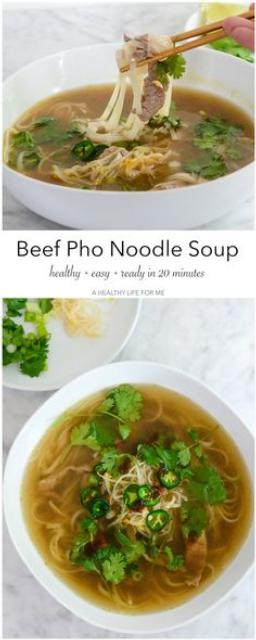 Beef Pho Noodle Soup
healthy + easy + ready in 20 minutes
A HEALTHY LIFE FOR ME